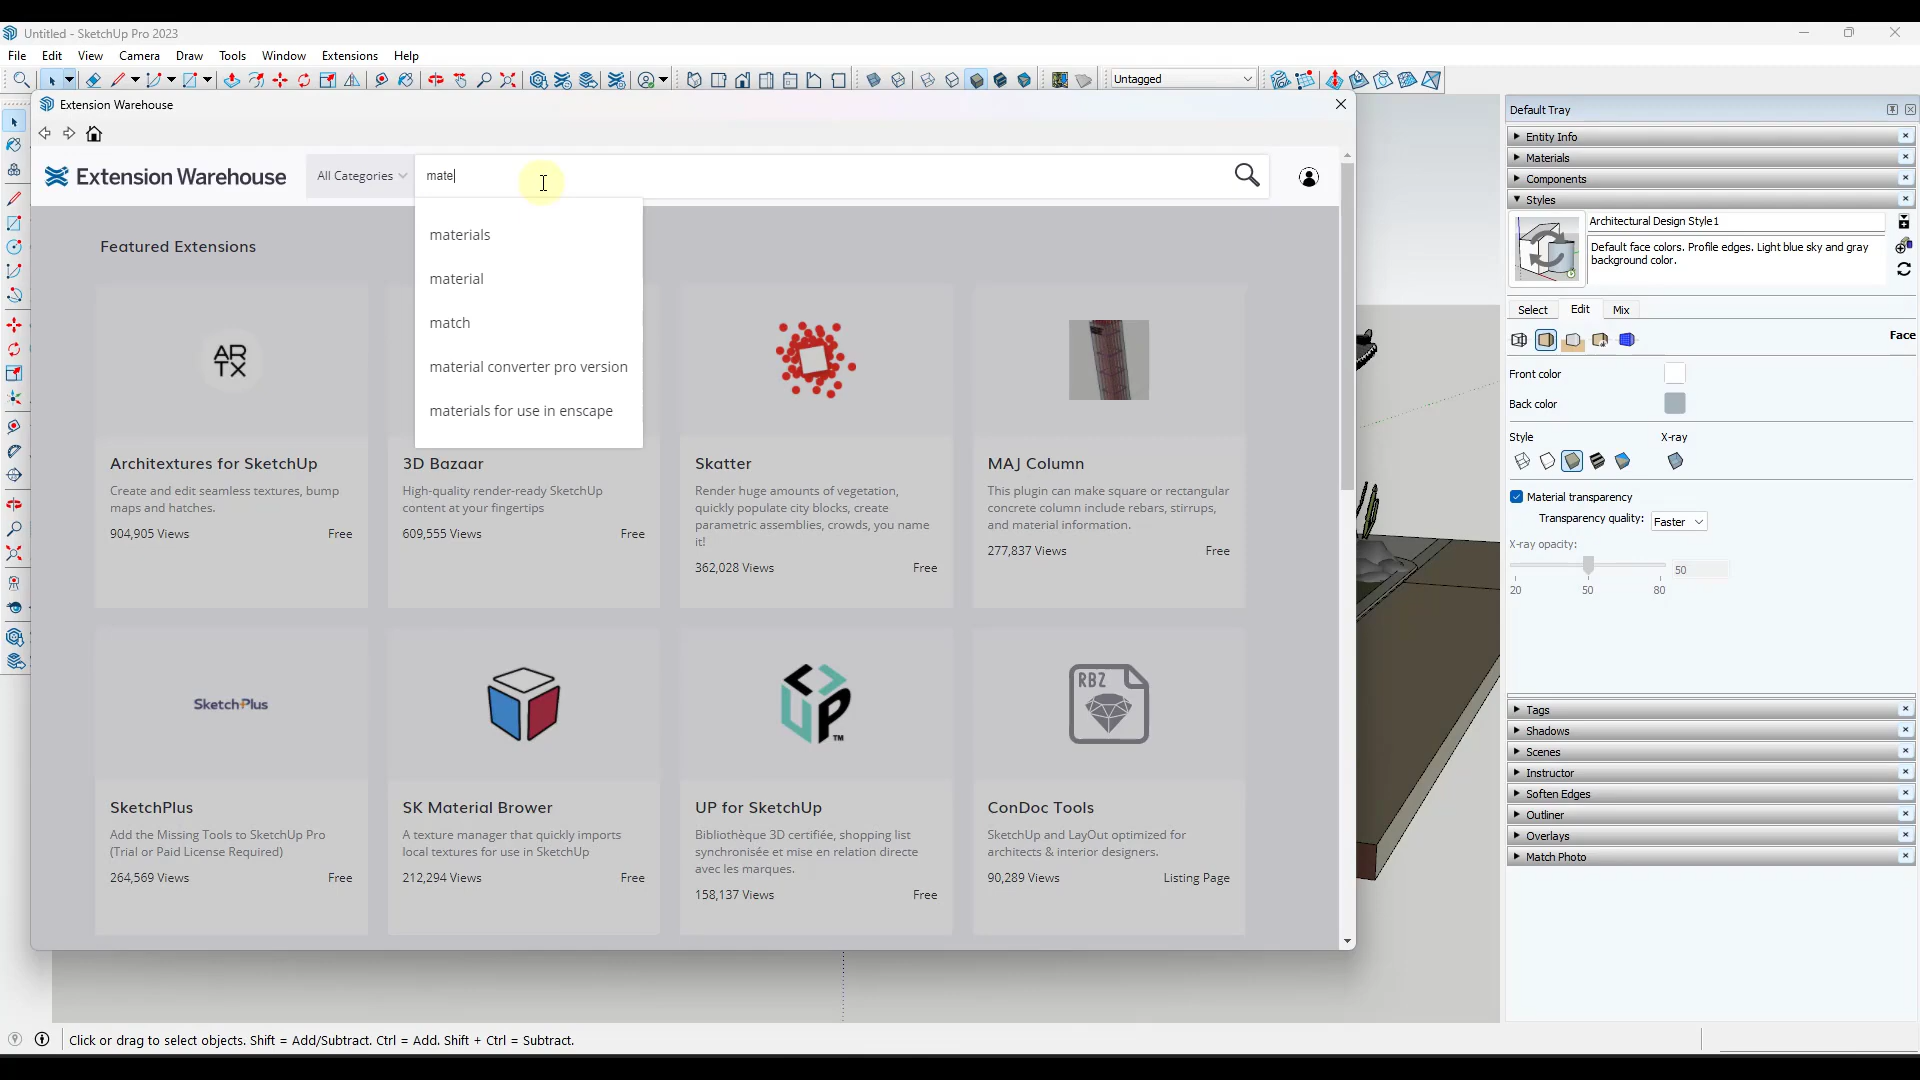 Untitled - SketchUp Pro 2023
File Edit View Camera Draw Tools Window Extensions Help
Untagged
Extension Warehouse
Extension Warehouse
All Categories
mate
materials
material
match
material converter pro version
materials for use in enscape
Featured Extensions
AR
TX
Architextures for SketchUp
Create and edit seamless textures, bump
maps and hatches.
904,905 Views Free
3D Bazaar
High-quality render-ready SketchUp
content at your fingertips
609,555 Views Free
Skatter
Render huge amounts of vegetation,
quickly populate city blocks, create
parametric assemblies, crowds, you name
it!
362,028 Views Free
MAJ Column
This plugin can make square or rectangular
concrete column include rebars, stirrups,
and material information.
277,837 Views Free
SketchPlus
SketchPlus
Add the Missing Tools to SketchUp Pro
(Trial or Paid License Required)
264,569 Views Free
SK Material Brower
A texture manager that quickly imports
local textures for use in SketchUp
212,294 Views Free
UP
TM
UP for SketchUp
Bibliothèque 3D certifiée, shopping list
synchronisée et mise en relation directe
avec les marques.
158,137 Views Free
RBZ
ConDoc Tools
SketchUp and LayOut optimized for
architects & interior designers.
90,289 Views Listing Page
Default Tray
Entity Info
Materials
Components
Styles
Architectural Design Style1
Default face colors. Profile edges. Light blue sky and gray
background color.
Select Edit Mix
Face
Front color
Back color
Style X-ray
Material transparency
Transparency quality: Faster
X-ray opacity:
50
20 50 80
Tags
Shadows
Scenes
Instructor
Soften Edges
Outliner
Overlays
Match Photo
Click or drag to select objects. Shift = Add/Subtract. Ctrl = Add. Shift + Ctrl = Subtract.